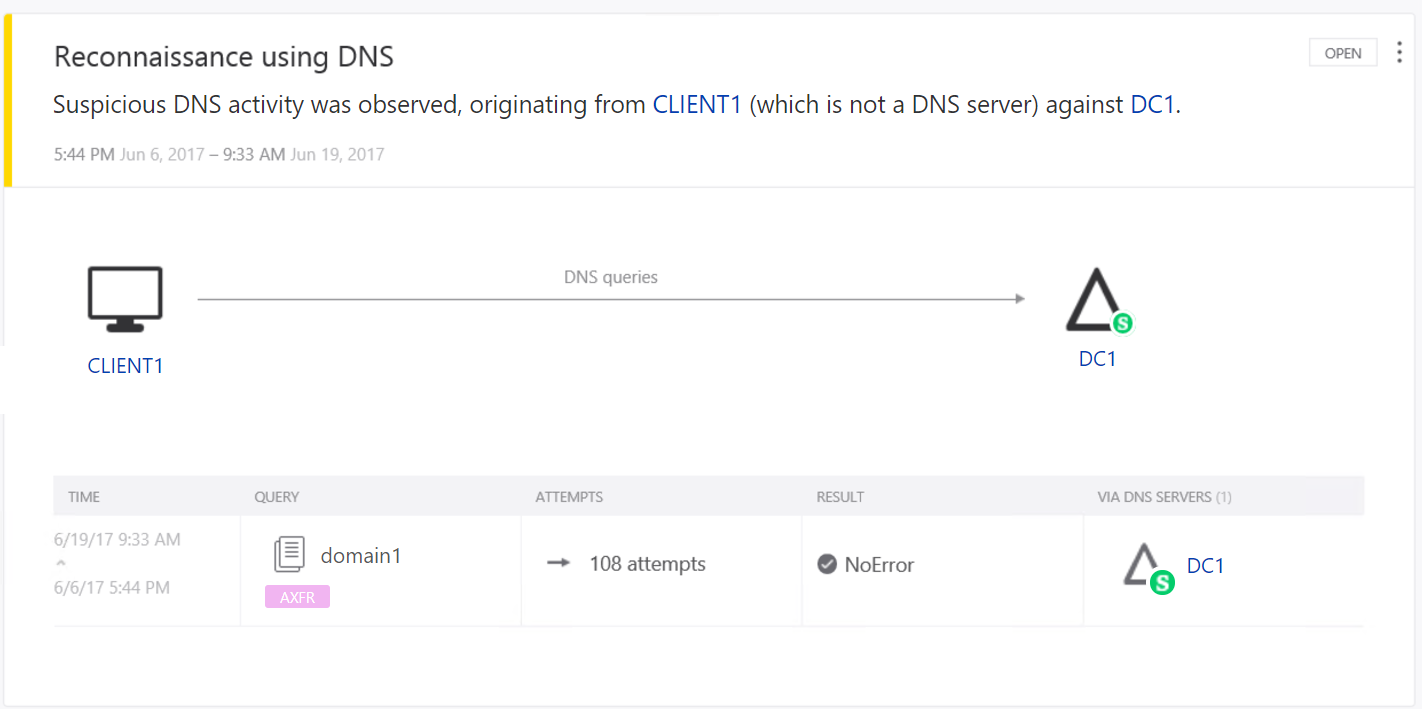 Reconnaissance using DNS
OPEN
Suspicious DNS activity was observed, originating from CLIENT1 (which is not a DNS server) against DC1.
5:44 PM Jun 6, 2017 – 9:33 AM Jun 19, 2017
DNS queries
S
CLIENT1
DC1
TIME QUERY ATTEMPTS RESULT VIA DNS SERVERS (1)
6/19/17 9:33 AM
6/6/17 5:44 PM
domain1
AXFR
108 attempts
NoError
S
DC1